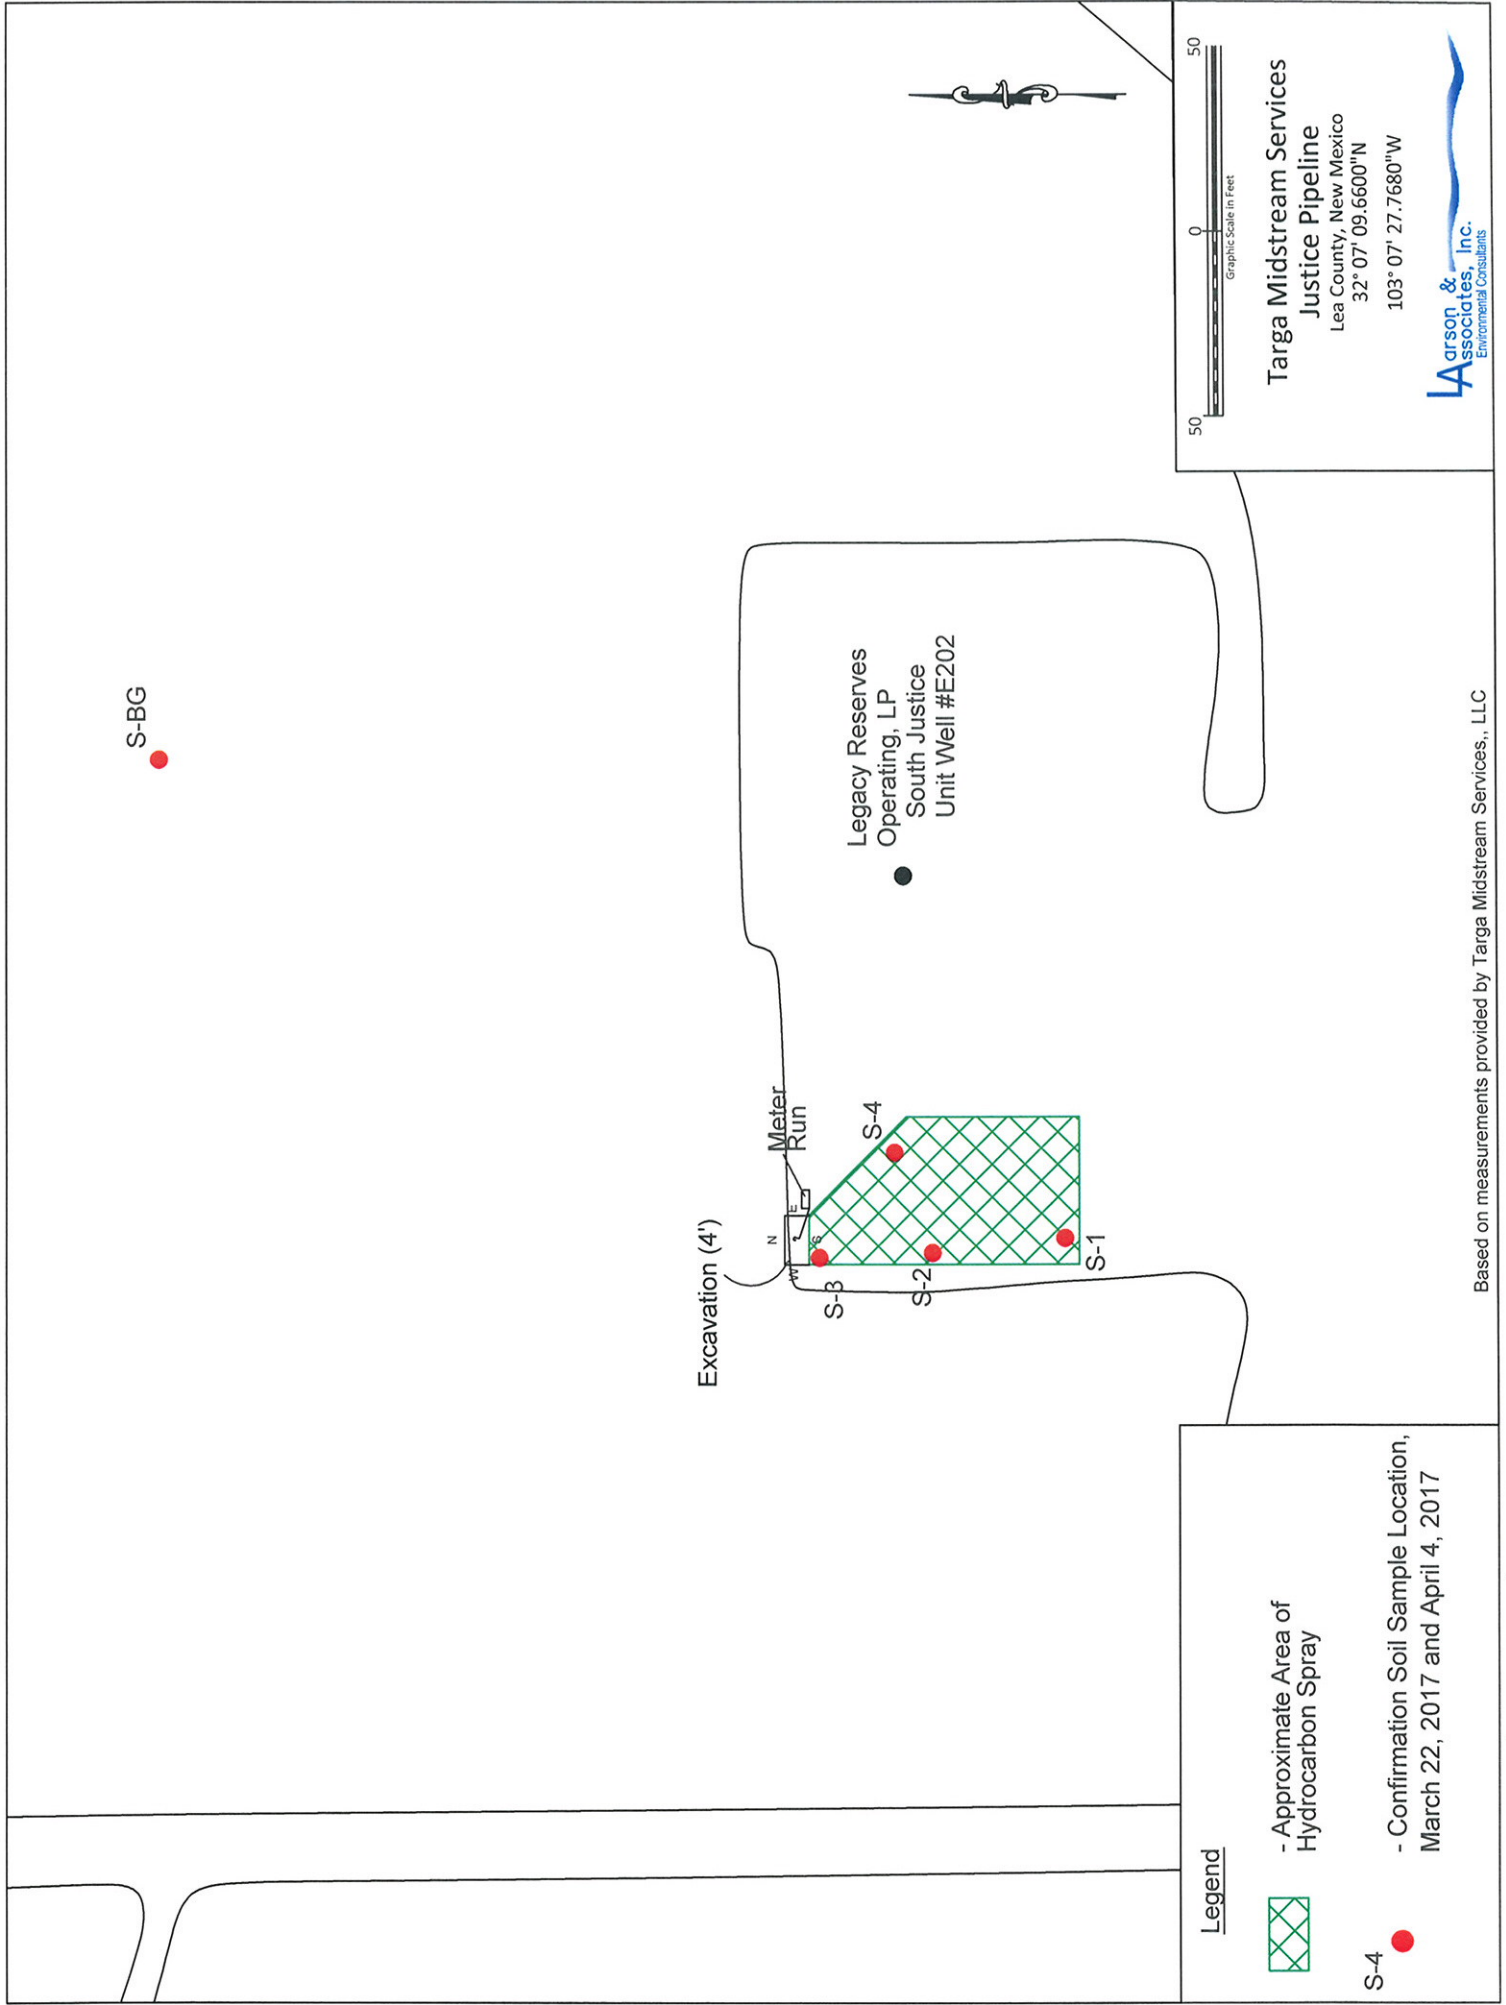 S-BG
Excavation (4')
Meter
Run
N
W
E
S
S-3
S-4
S-2
S-1
Legacy Reserves
Operating, LP
South Justice
Unit Well #E202
Legend
- Approximate Area of
Hydrocarbon Spray
S-4
- Confirmation Soil Sample Location,
March 22, 2017 and April 4, 2017
Based on measurements provided by Targa Midstream Services,, LLC
50
0
50
Graphic Scale in Feet
Targa Midstream Services
Justice Pipeline
Lea County, New Mexico
32° 07' 09.6600"N
103° 07' 27.7680"W
Larson &
Associates, Inc.
Environmental Consultants